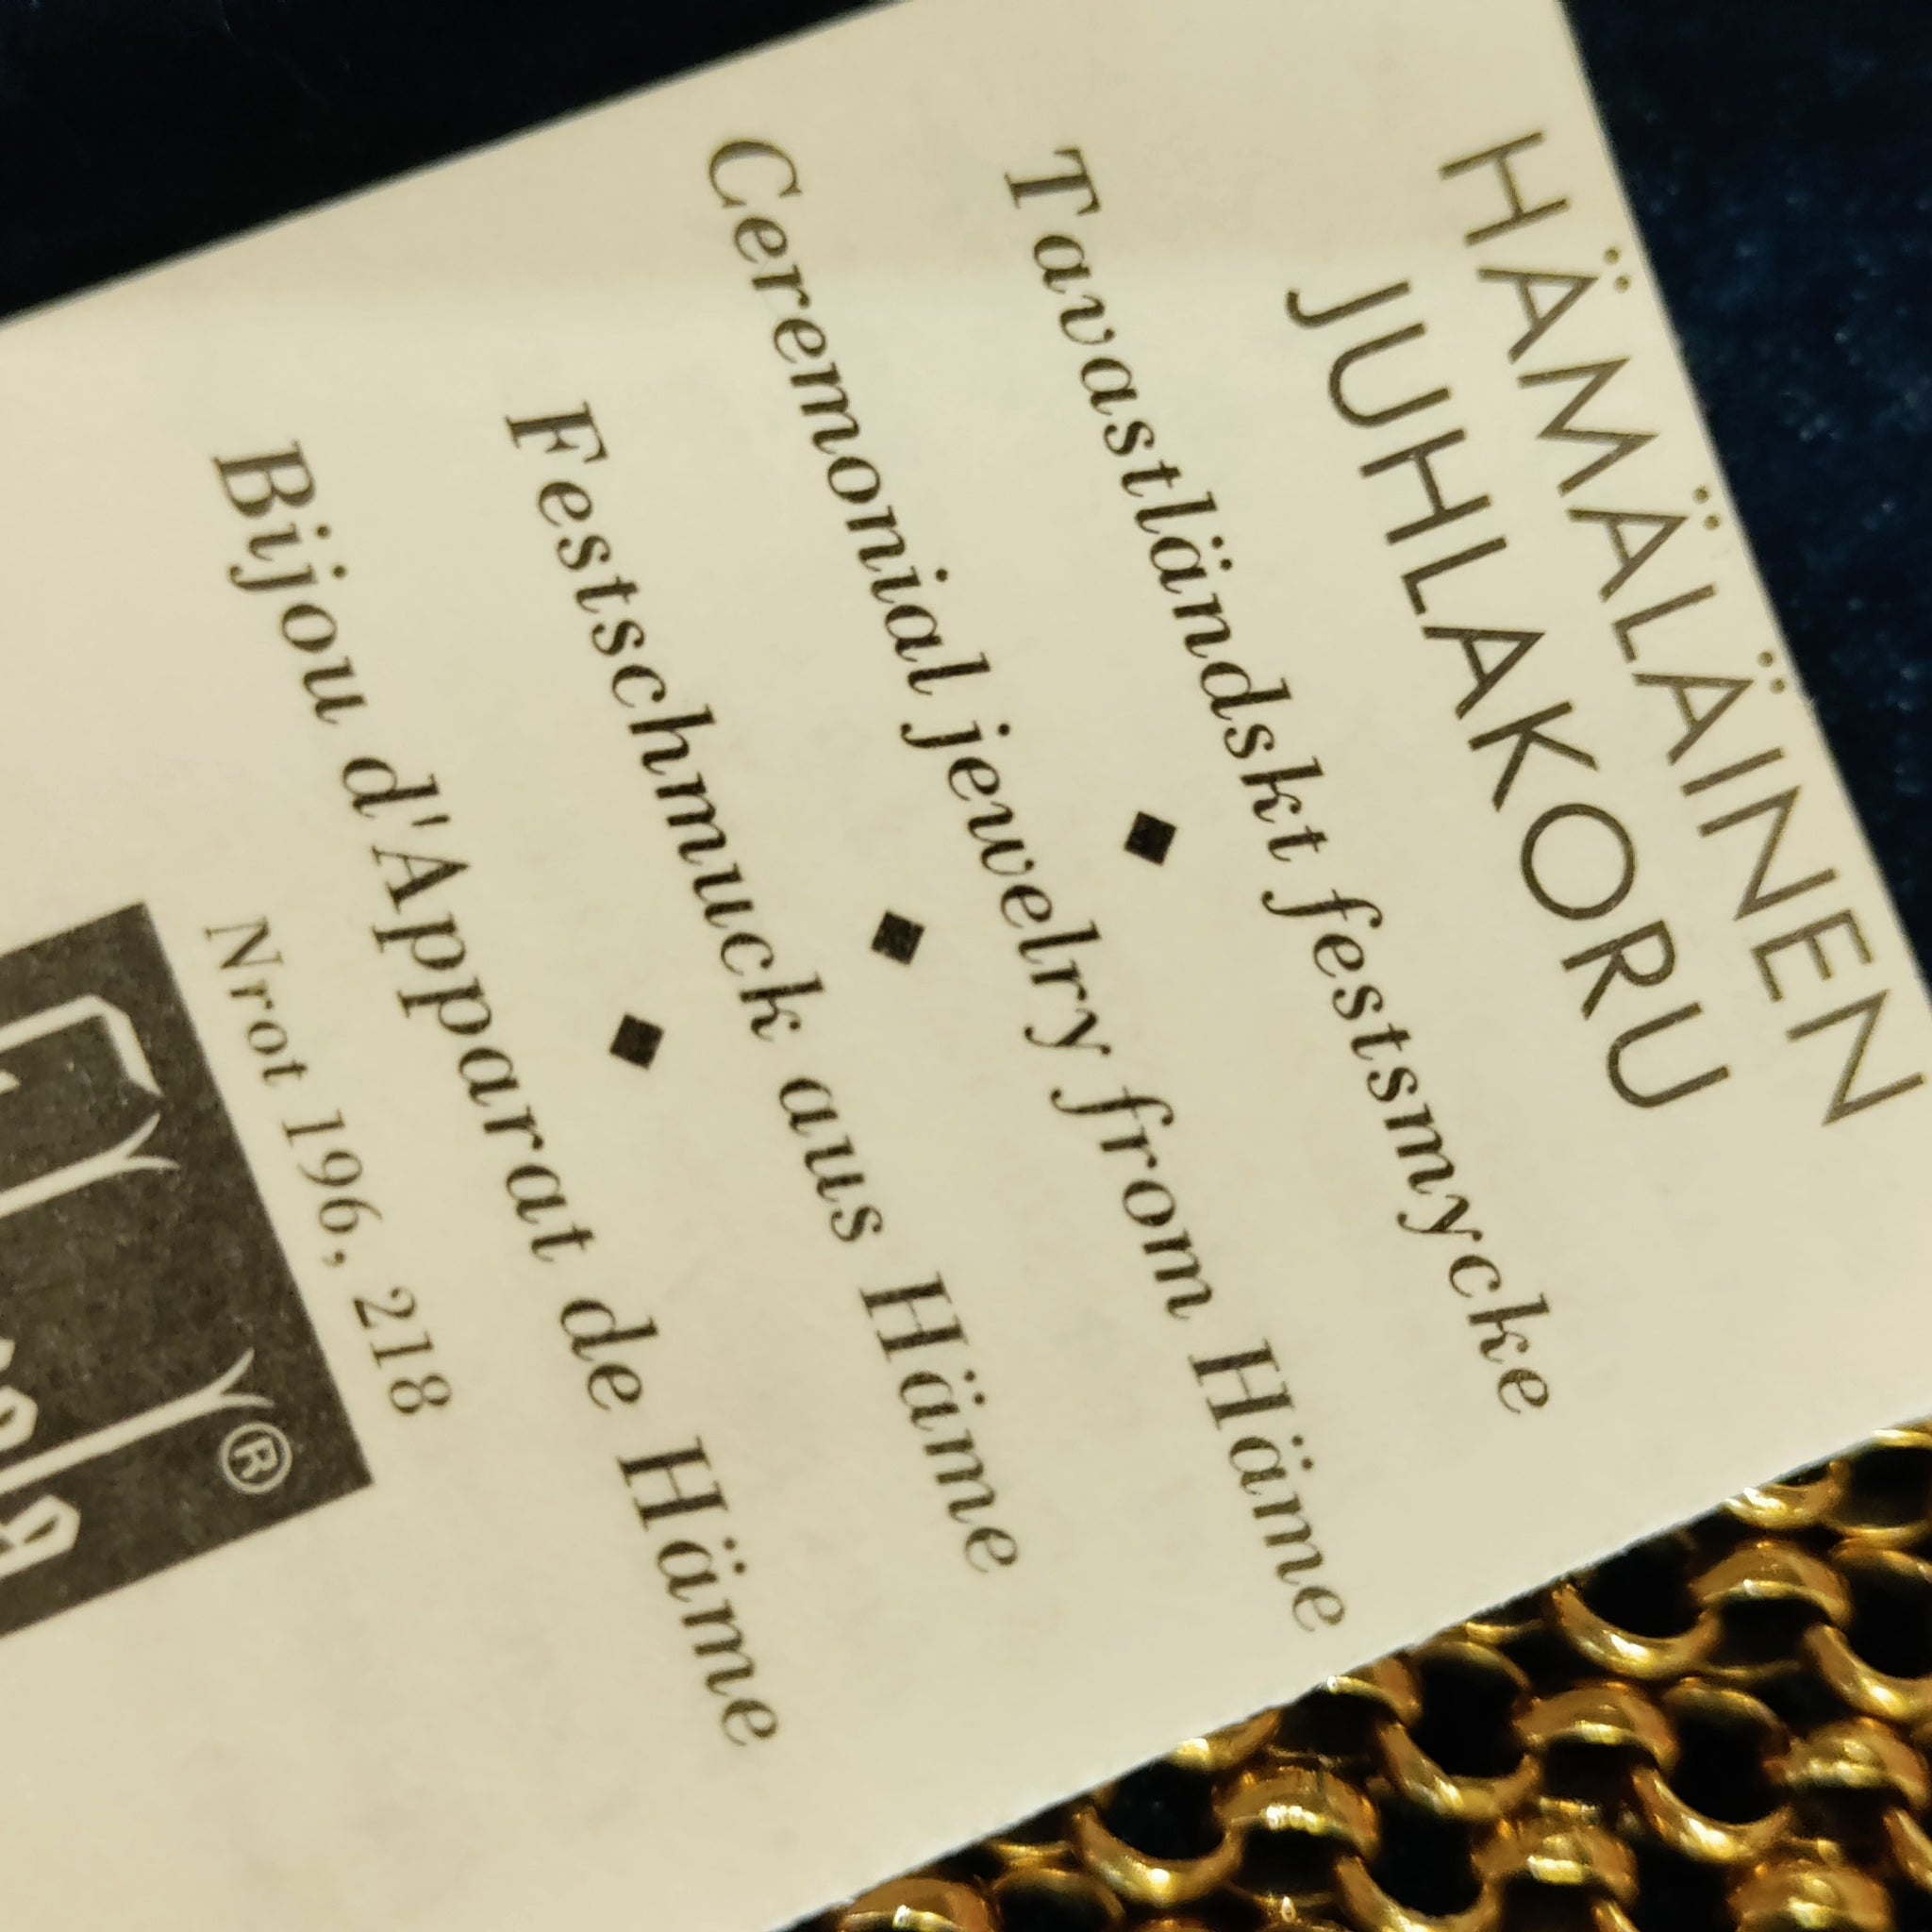 HÄMÄLÄINEN
JUHLAKORU
Tavastländskt festsmycke
Ceremonial jewelry from Häme
Festschmuck aus Häme
Bijou d'Apparat de Häme
Nrot 196, 218
®